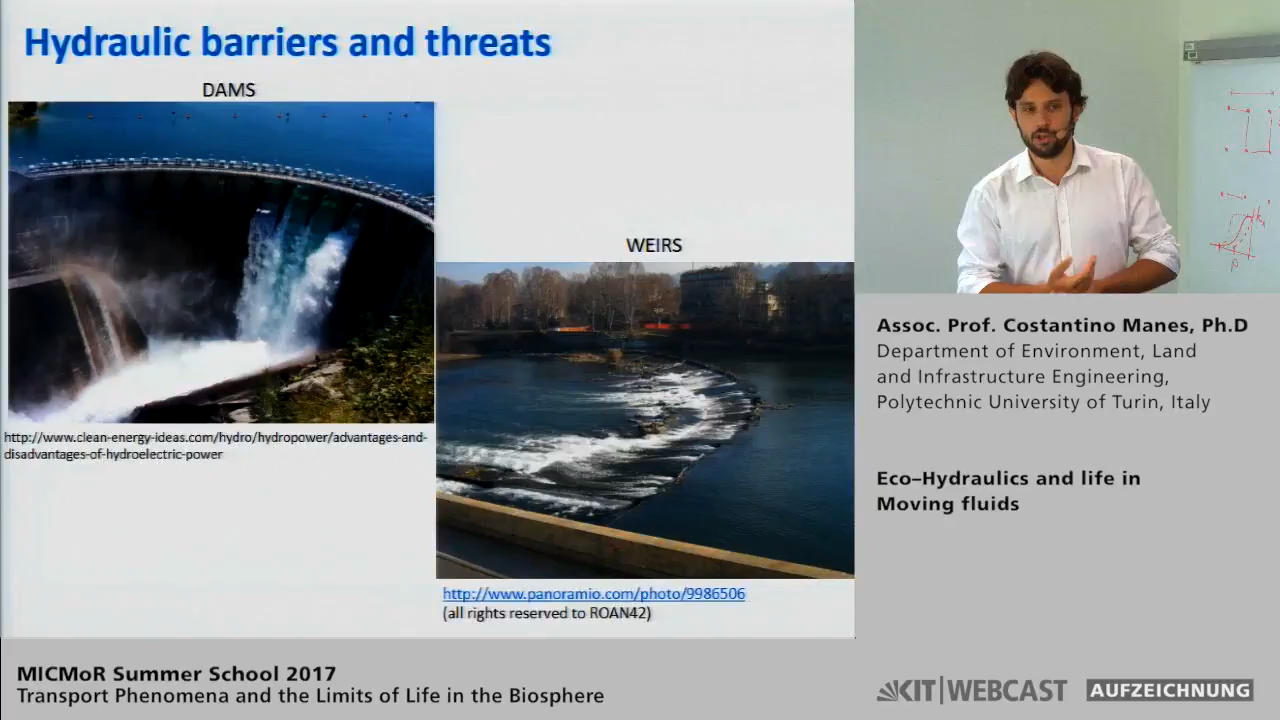 Hydraulic barriers and threats
DAMS
WEIRS
http://www.clean-energy-ideas.com/hydro/hydropower/advantages-and-
disadvantages-of-hydroelectric-power
http://www.panoramio.com/photo/9986506
(all rights reserved to ROAN42)
Assoc. Prof. Costantino Manes, Ph.D
Department of Environment, Land
and Infrastructure Engineering,
Polytechnic University of Turin, Italy
Eco–Hydraulics and life in
Moving fluids
MICMoR Summer School 2017
Transport Phenomena and the Limits of Life in the Biosphere
KIT|WEBCAST
AUFZEICHNUNG